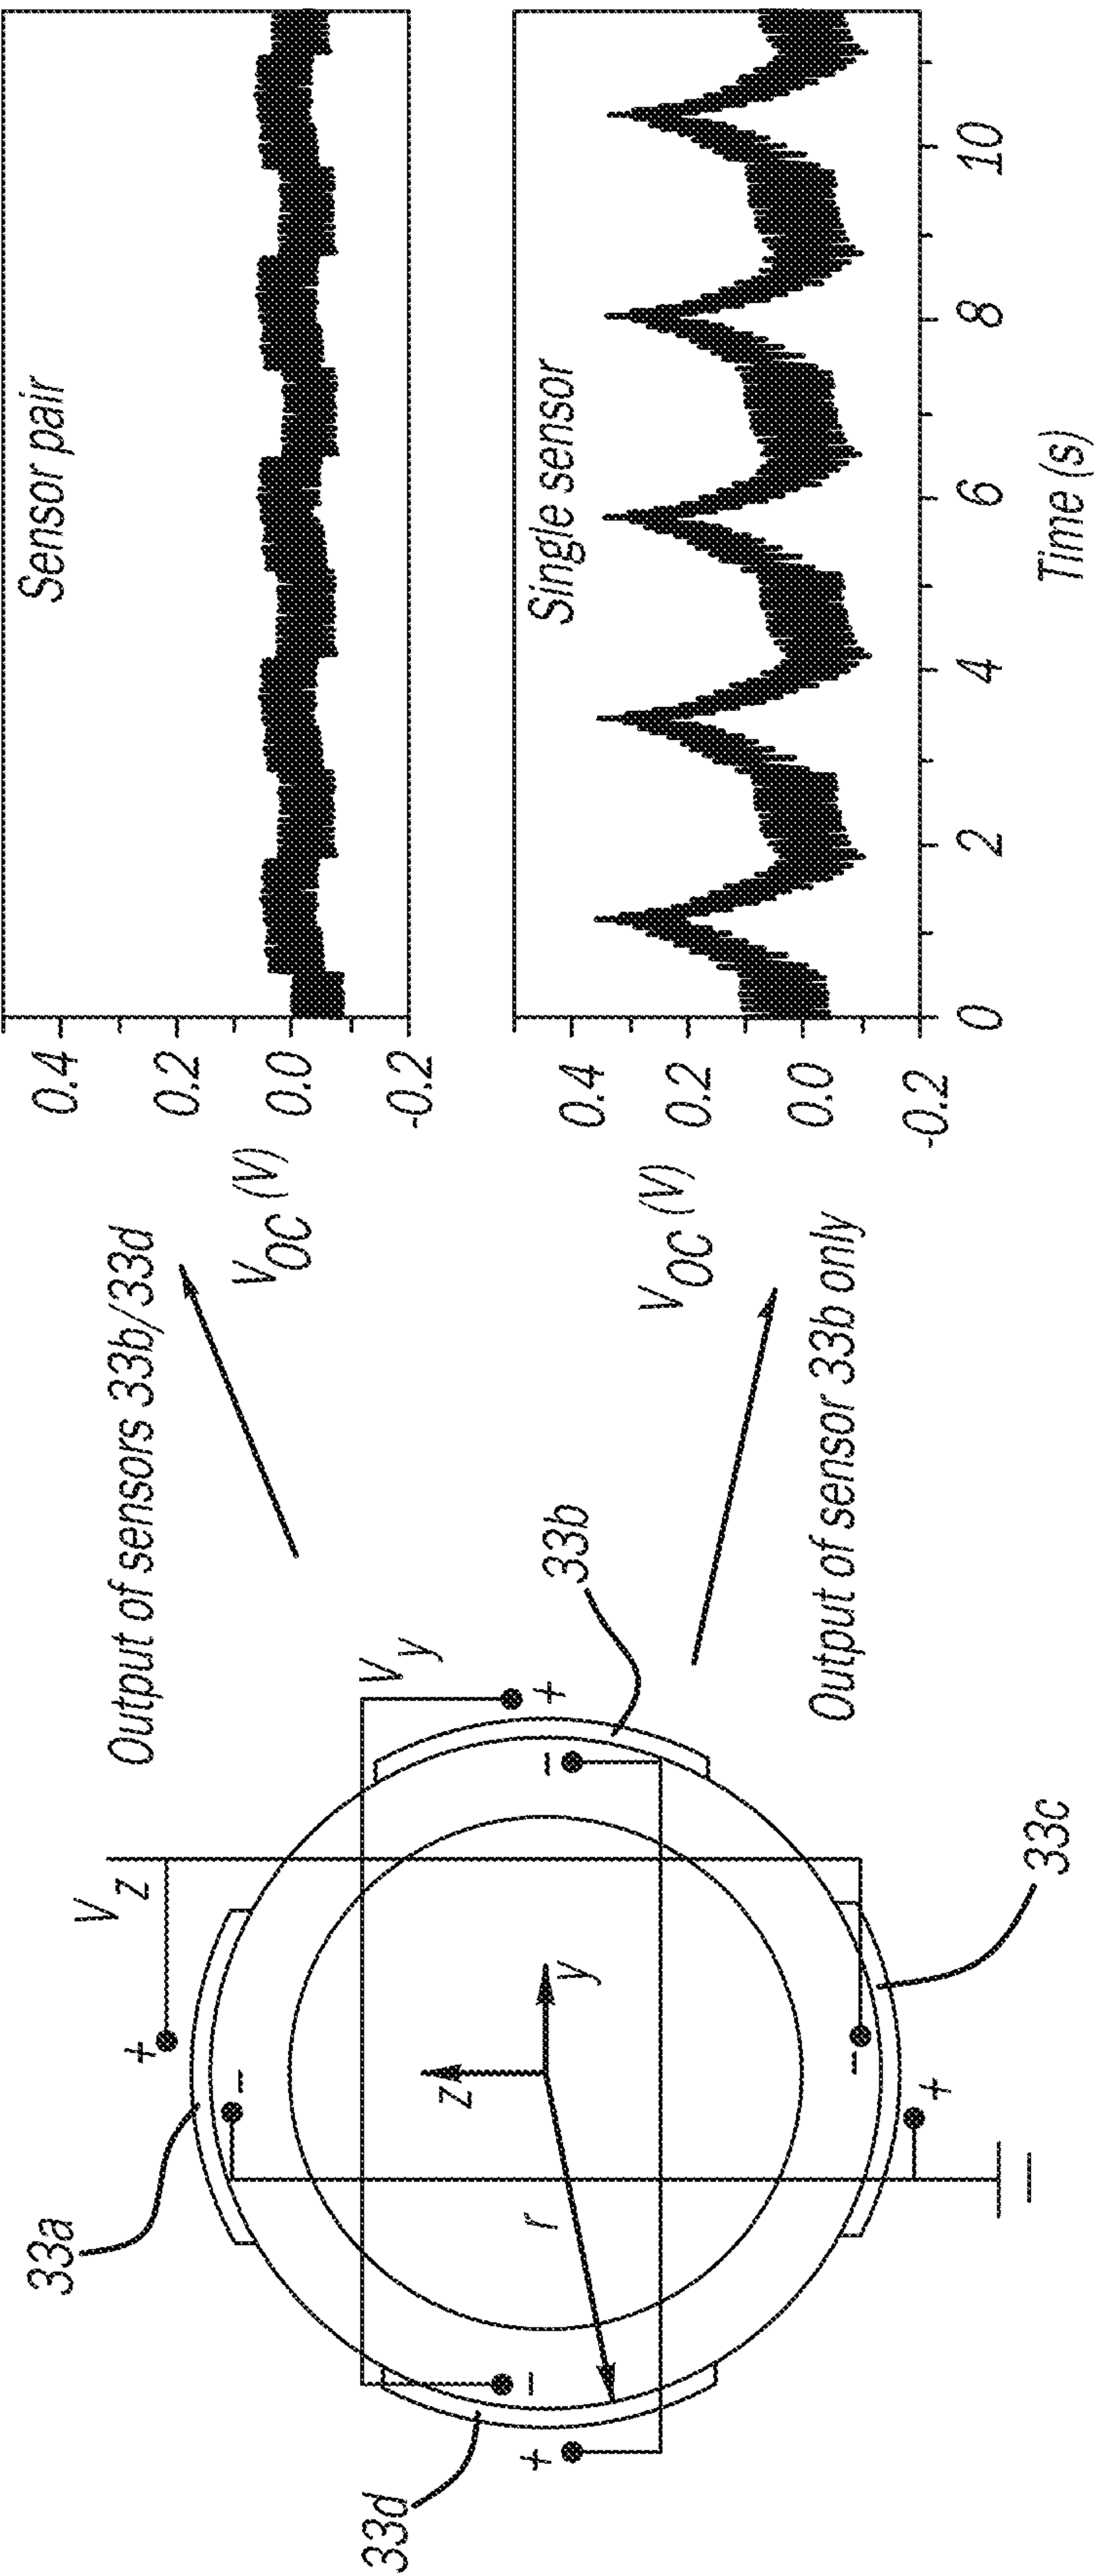 33a
33b
33c
33d
+
-
+
-
+
-
+
-
V z
V y
z
y
r
Output of sensors 33b/33d
Output of sensor 33b only
Sensor pair
VOC (V)
0.4
0.2
0.0
-0.2
Single sensor
VOC (V)
0.4
0.2
0.0
-0.2
0 2 4 6 8 10
Time (s)